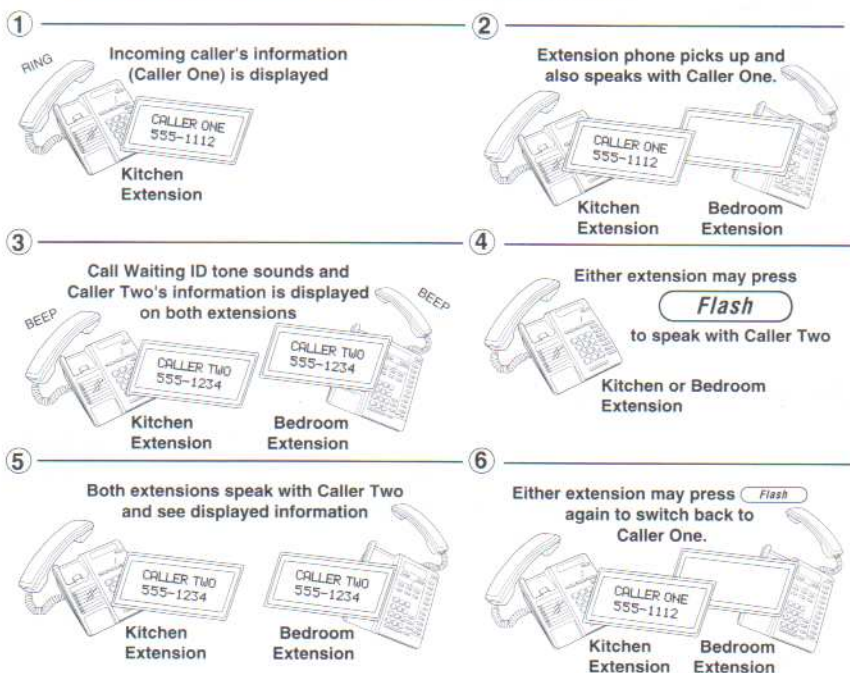 1
RING
Incoming caller's information
(Caller One) is displayed
CALLER ONE
555-1112
Kitchen
Extension
2
Extension phone picks up and
also speaks with Caller One.
CALLER ONE
555-1112
Kitchen
Extension
Bedroom
Extension
3
Call Waiting ID tone sounds and
Caller Two's information is displayed
on both extensions
BEEP
BEEP
CALLER TWO
555-1234
CALLER TWO
555-1234
Kitchen
Extension
Bedroom
Extension
4
Either extension may press
Flash
to speak with Caller Two
Kitchen or Bedroom
Extension
5
Both extensions speak with Caller Two
and see displayed information
CALLER TWO
555-1234
CALLER TWO
555-1234
Kitchen
Extension
Bedroom
Extension
6
Either extension may press Flash
again to switch back to
Caller One.
CALLER ONE
555-1112
Kitchen
Extension
Bedroom
Extension